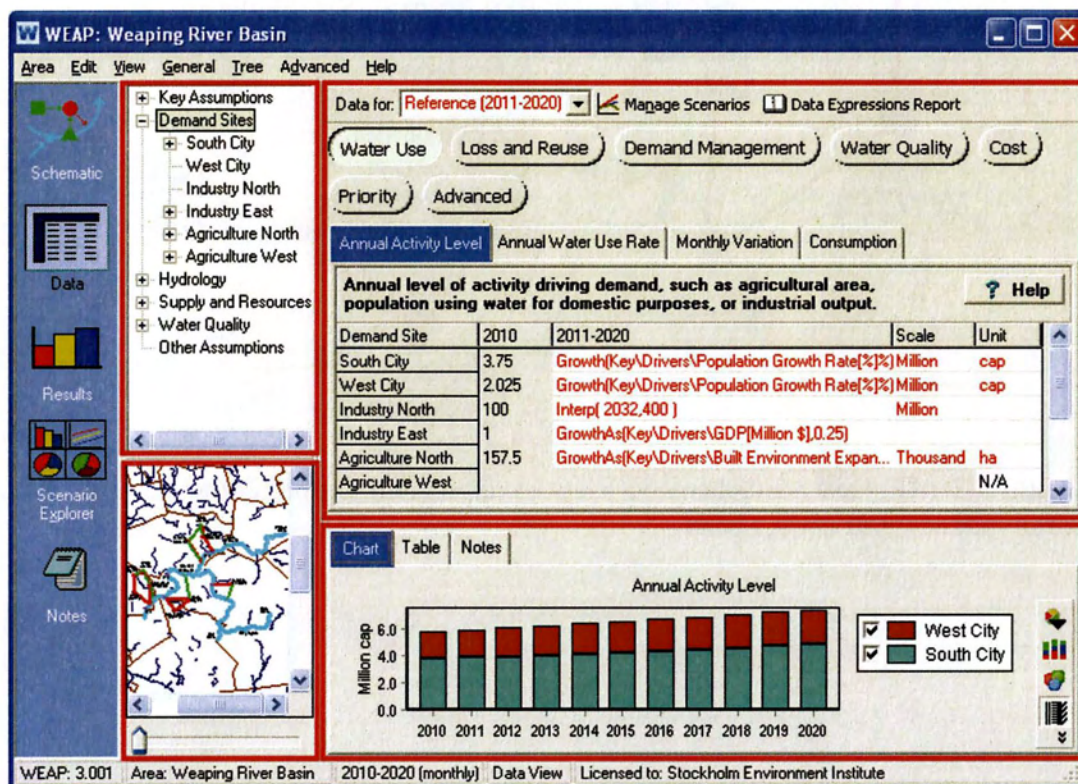 WEAP: Weaping River Basin
Area Edit View General Tree Advanced Help
Schematic
Data
Results
Scenario
Explorer
Notes
Key Assumptions
Demand Sites
South City
West City
Industry North
Industry East
Agriculture North
Agriculture West
Hydrology
Supply and Resources
Water Quality
Other Assumptions
Data for: Reference (2011-2020) Manage Scenarios Data Expressions Report
Water Use Loss and Reuse Demand Management Water Quality Cost
Priority Advanced
Annual Activity Level Annual Water Use Rate Monthly Variation Consumption
Annual level of activity driving demand, such as agricultural area,
population using water for domestic purposes, or industrial output.
? Help
Demand Site 2010 2011-2020 Scale Unit
South City 3.75 Growth(Key\Drivers\Population Growth Rate[%]%) Million cap
West City 2.025 Growth(Key\Drivers\Population Growth Rate[%]%) Million cap
Industry North 100 Interp( 2032,400 ) Million
Industry East 1 GrowthAs(Key\Drivers\GDP[Million $],0.25)
Agriculture North 157.5 GrowthAs(Key\Drivers\Built Environment Expan... Thousand ha
Agriculture West N/A
Chart Table Notes
Annual Activity Level
Million cap
6.0
4.0
2.0
0.0
2010 2011 2012 2013 2014 2015 2016 2017 2018 2019 2020
West City
South City
WEAP: 3.001 Area: Weaping River Basin 2010-2020 (monthly) Data View Licensed to: Stockholm Environment Institute